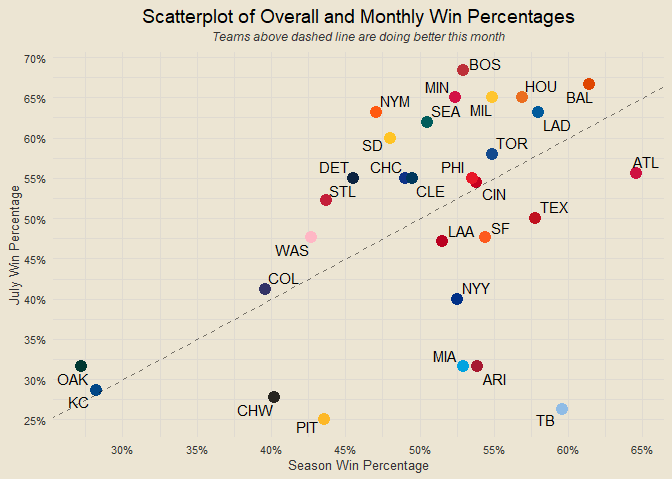 Scatterplot of Overall and Monthly Win Percentages
Teams above dashed line are doing better this month
70%
65%
60%
55%
50%
45%
40%
35%
30%
25%
July Win Percentage
BOS
MIN
HOU
BAL
NYM
SEA
MIL
LAD
SD
TOR
DET
CHC
PHI
ATL
STL
CLE
CIN
TEX
WAS
LAA
SF
COL
NYY
OAK
MIA
KC
ARI
CHW
PIT
TB
30%
35%
40%
45%
50%
55%
60%
65%
Season Win Percentage